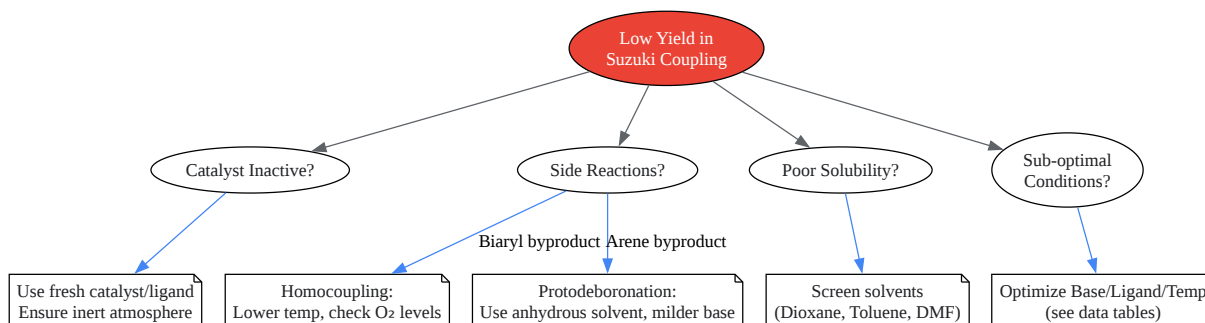 Low Yield in
Suzuki Coupling
Catalyst Inactive?
Side Reactions?
Poor Solubility?
Sub-optimal
Conditions?
Biaryl byproduct
Arene byproduct
Use fresh catalyst/ligand
Ensure inert atmosphere
Homocoupling:
Lower temp, check O₂ levels
Protodeboronation:
Use anhydrous solvent, milder base
Screen solvents
(Dioxane, Toluene, DMF)
Optimize Base/Ligand/Temp
(see data tables)